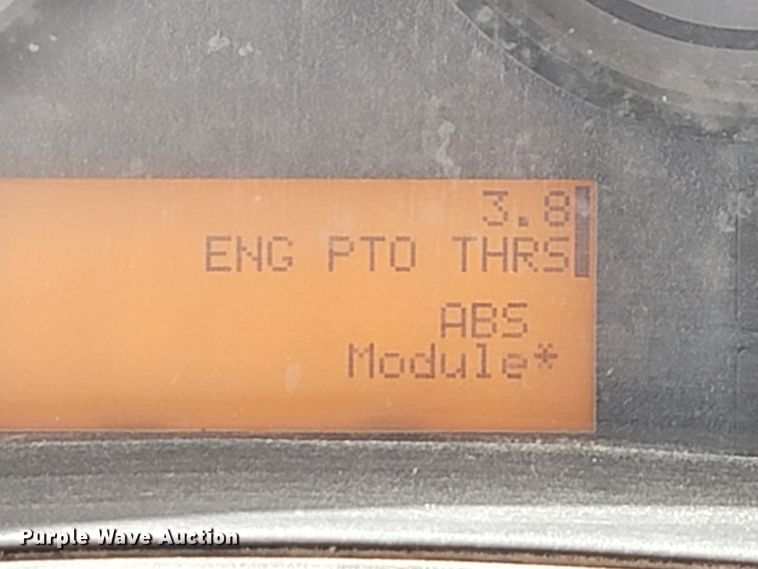 3.8
ENG PTO THRS
ABS
Module*
Purple Wave Auction